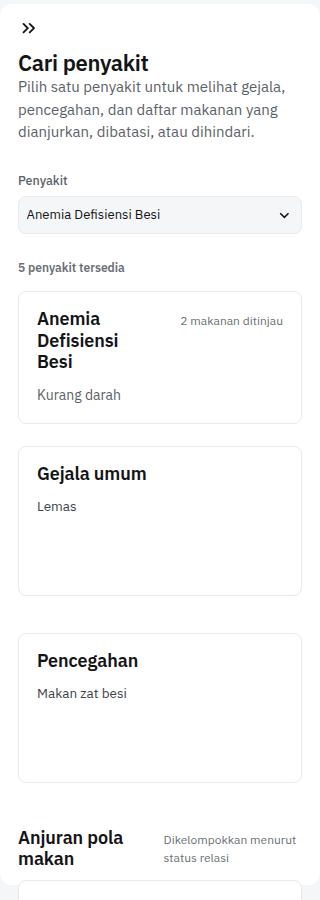 Cari penyakit
Pilih satu penyakit untuk melihat gejala,
pencegahan, dan daftar makanan yang
dianjurkan, dibatasi, atau dihindari.
Penyakit
Anemia Defisiensi Besi
5 penyakit tersedia
Anemia
Defisiensi
Besi
2 makanan ditinjau
Kurang darah
Gejala umum
Lemas
Pencegahan
Makan zat besi
Anjuran pola
makan
Dikelompokkan menurut
status relasi